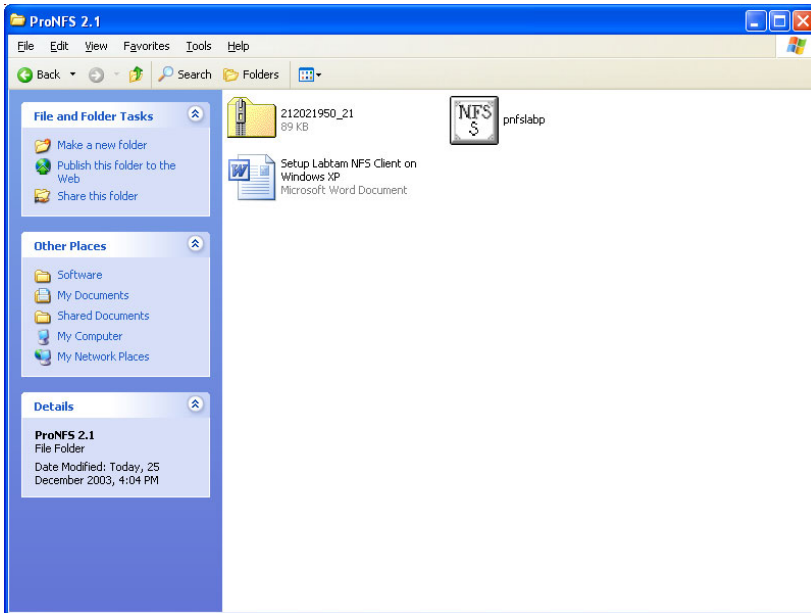 ProNFS 2.1
File Edit View Favorites Tools Help
Back Search Folders
File and Folder Tasks
Make a new folder
Publish this folder to the
Web
Share this folder
Other Places
Software
My Documents
Shared Documents
My Computer
My Network Places
Details
ProNFS 2.1
File Folder
Date Modified: Today, 25
December 2003, 4:04 PM
212021950_21
89 KB
NFS
S
pnfslabp
Setup Labtam NFS Client on
Windows XP
Microsoft Word Document